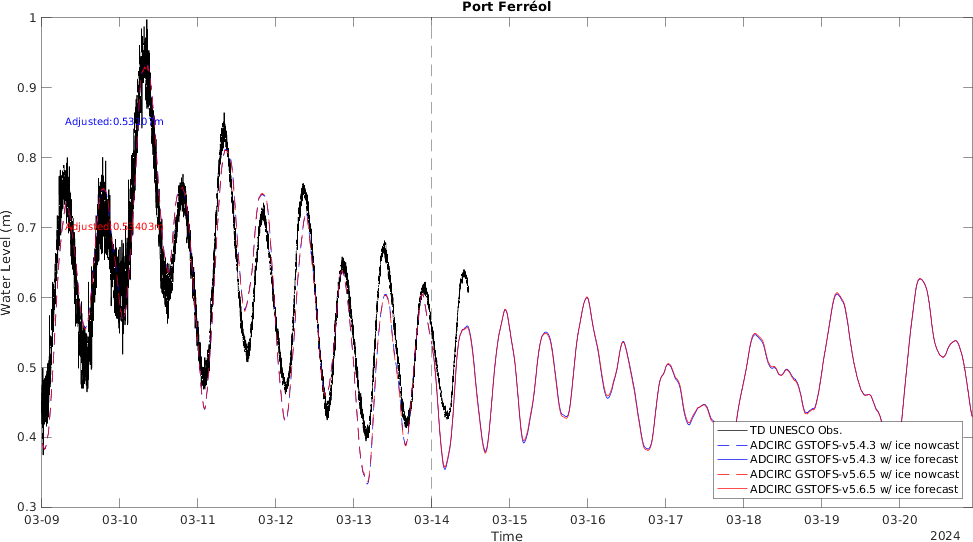 Port Ferréol
1
0.9
0.8
0.7
0.6
0.5
0.4
0.3
Water Level (m)
03-09
03-10
03-11
03-12
03-13
03-14
03-15
03-16
03-17
03-18
03-19
03-20
Time
2024
TD UNESCO Obs.
ADCIRC GSTOFS-v5.4.3 w/ ice nowcast
ADCIRC GSTOFS-v5.4.3 w/ ice forecast
ADCIRC GSTOFS-v5.6.5 w/ ice nowcast
ADCIRC GSTOFS-v5.6.5 w/ ice forecast